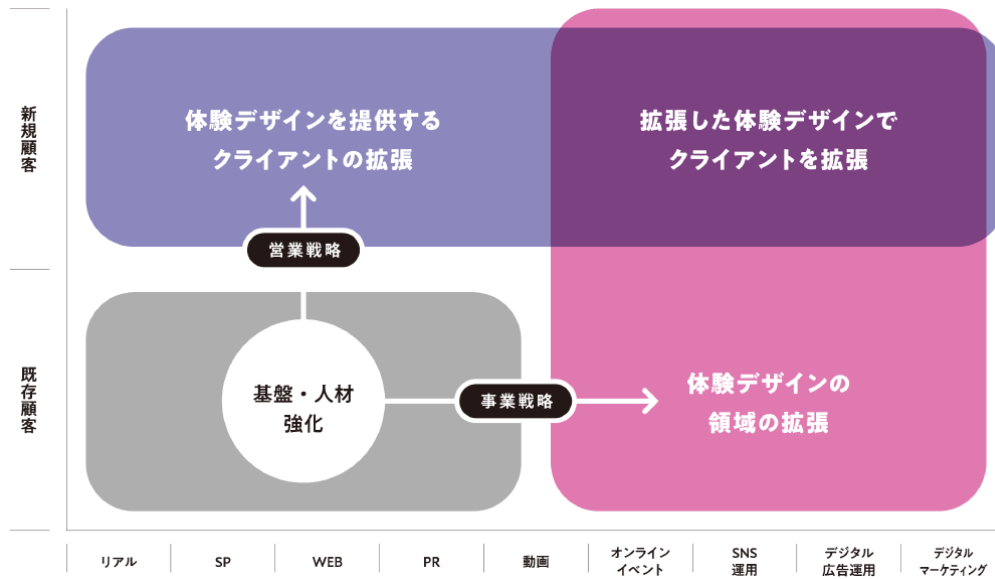 新規顧客
体験デザインを提供する
クライアントの拡張
拡張した体験デザインで
クライアントを拡張
営業戦略
既存顧客
基盤・人材
強化
事業戦略
体験デザインの
領域の拡張
リアル
SP
WEB
PR
動画
オンライン
イベント
SNS
運用
デジタル
広告運用
デジタル
マーケティング